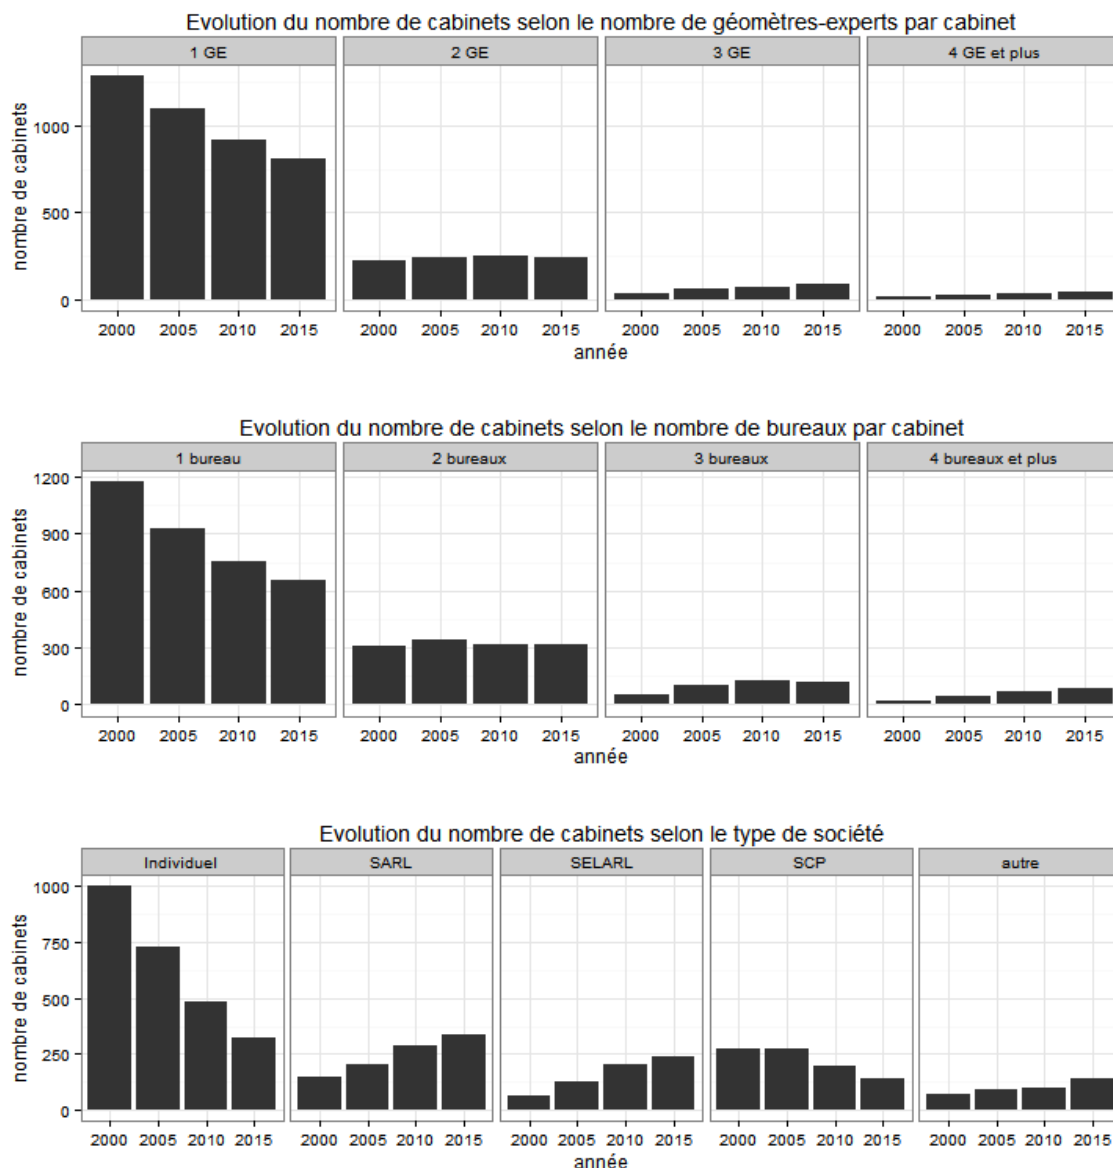 Evolution du nombre de cabinets selon le nombre de géomètres-experts par cabinet
1 GE 2 GE 3 GE 4 GE et plus
nombre de cabinets
1000
500
0
2000 2005 2010 2015 2000 2005 2010 2015 2000 2005 2010 2015 2000 2005 2010 2015
année
Evolution du nombre de cabinets selon le nombre de bureaux par cabinet
1 bureau 2 bureaux 3 bureaux 4 bureaux et plus
nombre de cabinets
1200
900
600
300
0
2000 2005 2010 2015 2000 2005 2010 2015 2000 2005 2010 2015 2000 2005 2010 2015
année
Evolution du nombre de cabinets selon le type de société
Individuel SARL SELARL SCP autre
nombre de cabinets
1000
750
500
250
0
2000 2005 2010 2015 2000 2005 2010 2015 2000 2005 2010 2015 2000 2005 2010 2015 2000 2005 2010 2015
année